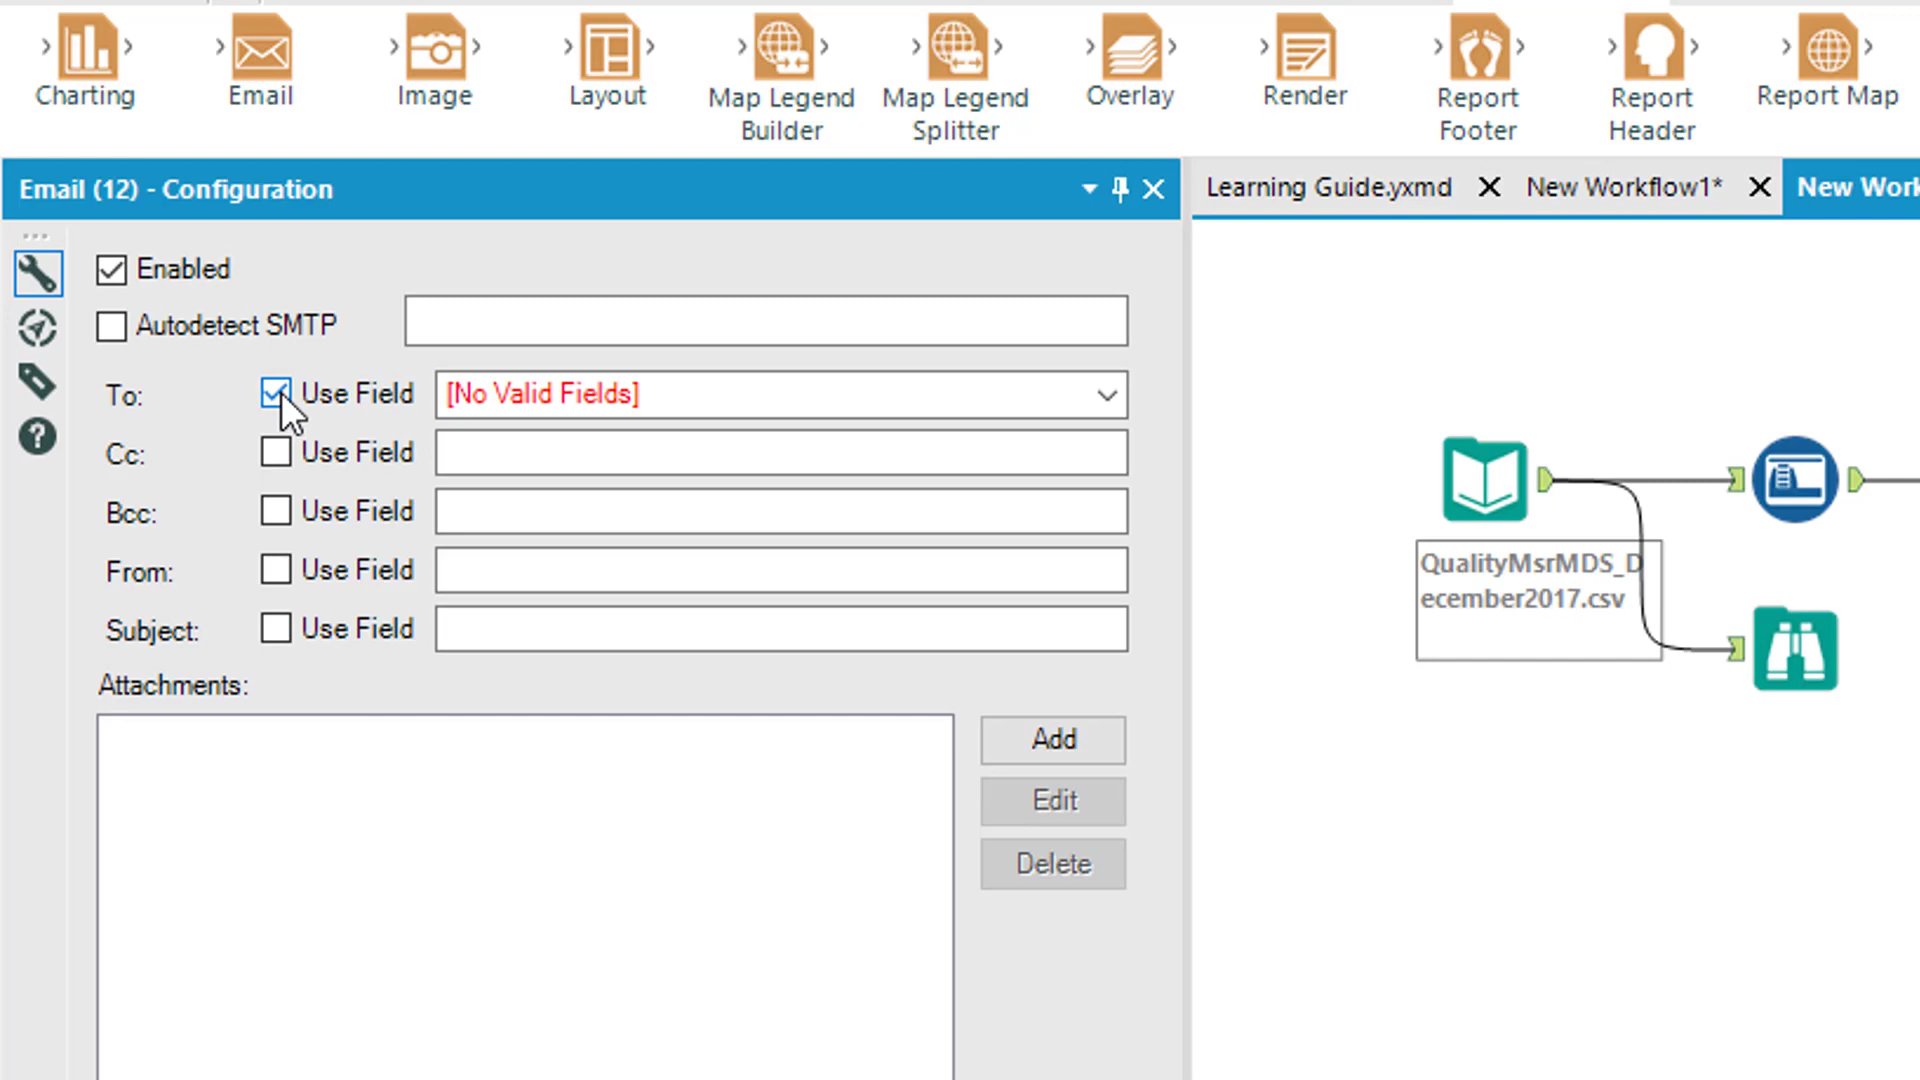 Charting
Email
Image
Layout
Map Legend
Builder
Map Legend
Splitter
Overlay
Render
Report
Footer
Report
Header
Report Map
Email (12) - Configuration
Learning Guide.yxmd
New Workflow1*
New Work
Enabled
Autodetect SMTP
To:
Use Field
[No Valid Fields]
Cc:
Use Field
Bcc:
Use Field
From:
Use Field
Subject:
Use Field
Attachments:
Add
Edit
Delete
QualityMsrMDS_D
ecember2017.csv